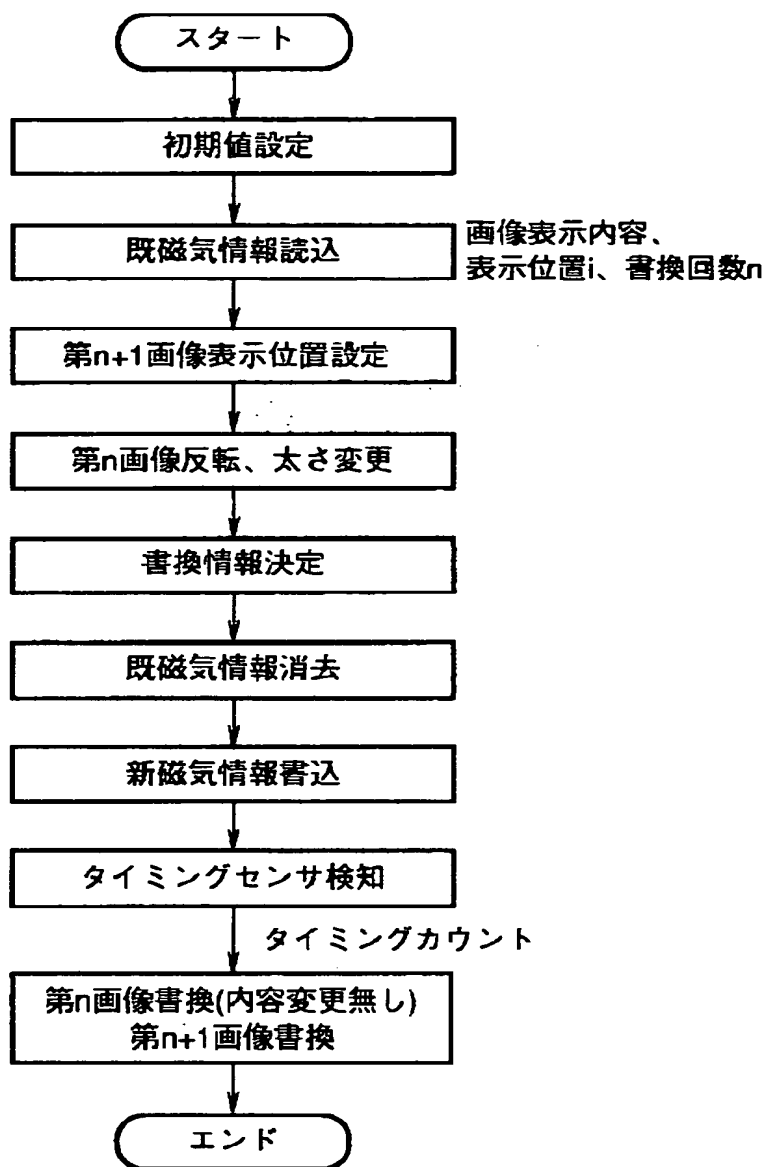 スタート
初期値設定
既磁気情報読込
画像表示内容、
表示位置i、書換回数n
第n+1画像表示位置設定
第n画像反転、太さ変更
書換情報決定
既磁気情報消去
新磁気情報書込
タイミングセンサ検知
タイミングカウント
第n画像書換(内容変更無し)
第n+1画像書換
エンド